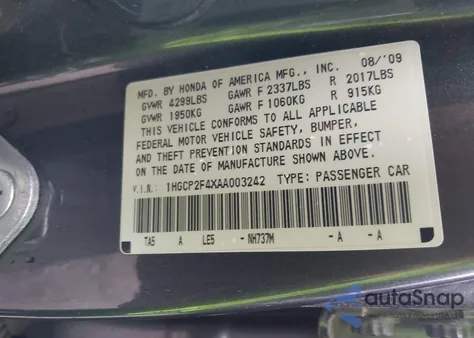 MFD. BY HONDA OF AMERICA MFG., INC. 08/'09
GVWR 4299LBS GAWR F 2337LBS R 2017LBS
GVWR 1950KG GAWR F 1060KG R 915KG
THIS VEHICLE CONFORMS TO ALL APPLICABLE
FEDERAL MOTOR VEHICLE SAFETY, BUMPER,
AND THEFT PREVENTION STANDARDS IN EFFECT
ON THE DATE OF MANUFACTURE SHOWN ABOVE.
V.I.N.: 1HGCP2F4XAA003242 TYPE: PASSENGER CAR
TA5 A LE5 - NH737M - A - A
autoSnap